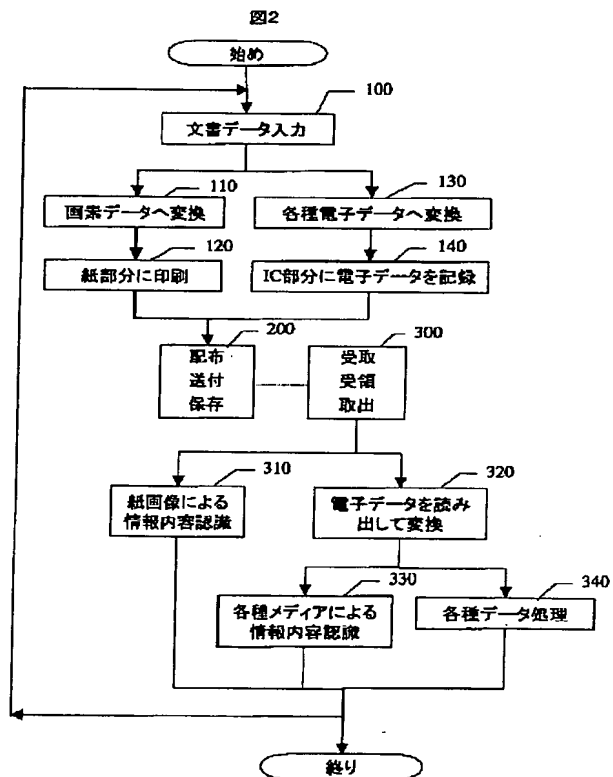 図2
始め
100
文書データ入力
110
130
画素データへ変換
各種電子データへ変換
120
140
紙部分に印刷
IC部分に電子データを記録
200
300
配布
送付
保存
受取
受領
取出
310
320
紙画像による
情報内容認識
電子データを読み
出して変換
330
340
各種メディアによる
情報内容認識
各種データ処理
終り